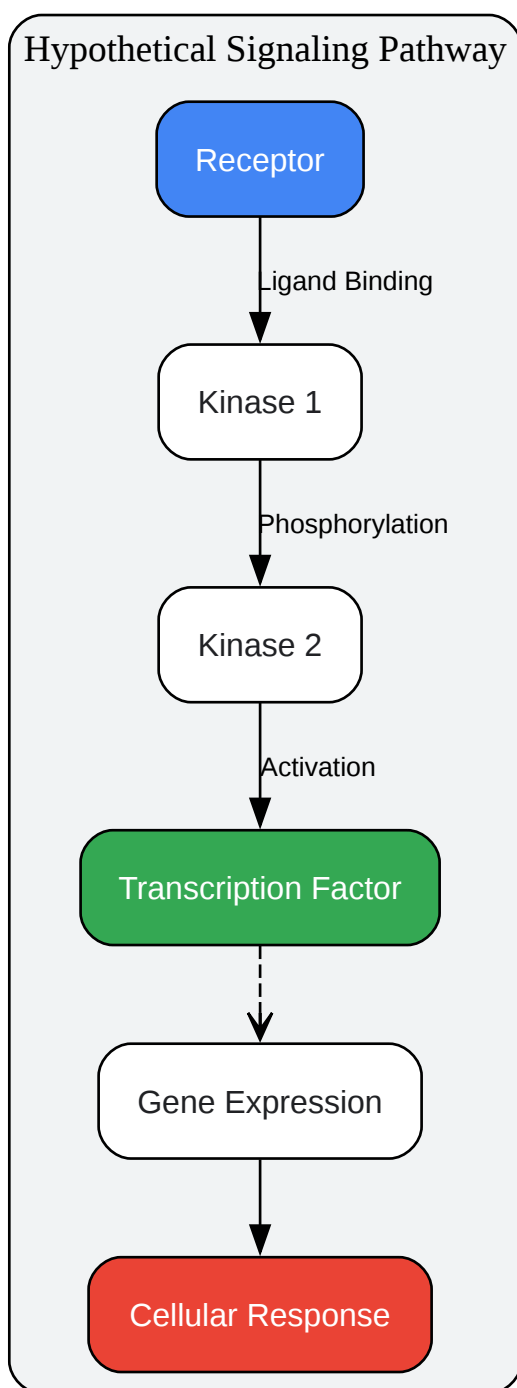 Hypothetical Signaling Pathway
Receptor
Ligand Binding
Kinase 1
Phosphorylation
Kinase 2
Activation
Transcription Factor
Gene Expression
Cellular Response